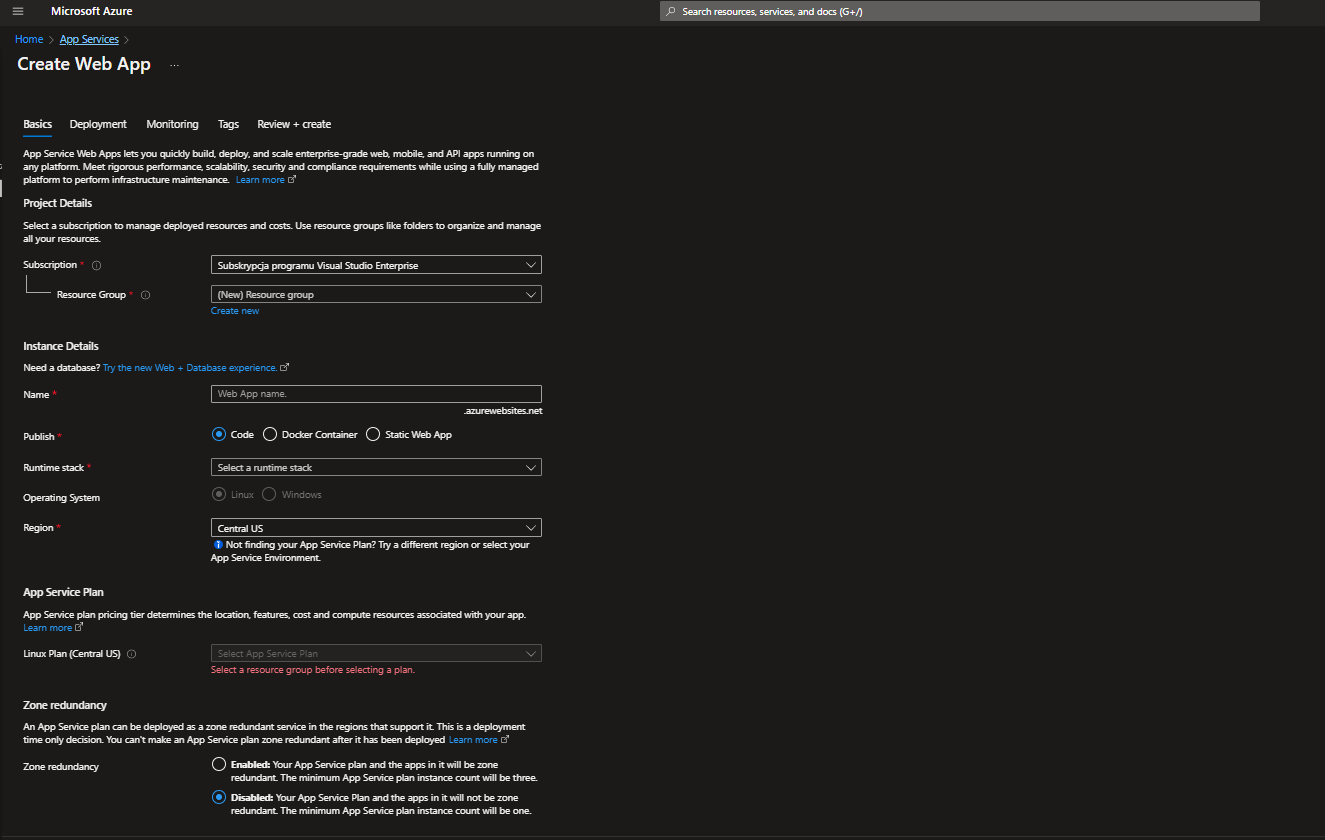 Microsoft Azure
Search resources, services, and docs (G+/)
Home > App Services >
Create Web App ...
Basics Deployment Monitoring Tags Review + create
App Service Web Apps lets you quickly build, deploy, and scale enterprise-grade web, mobile, and API apps running on
any platform. Meet rigorous performance, scalability, security and compliance requirements while using a fully managed
platform to perform infrastructure maintenance. Learn more
Project Details
Select a subscription to manage deployed resources and costs. Use resource groups like folders to organize and manage
all your resources.
Subscription * Subskrypcja programu Visual Studio Enterprise
Resource Group * (New) Resource group
Create new
Instance Details
Need a database? Try the new Web + Database experience.
Name * Web App name.
.azurewebsites.net
Publish * Code Docker Container Static Web App
Runtime stack * Select a runtime stack
Operating System Linux Windows
Region * Central US
Not finding your App Service Plan? Try a different region or select your
App Service Environment.
App Service Plan
App Service plan pricing tier determines the location, features, cost and compute resources associated with your app.
Learn more
Linux Plan (Central US) Select App Service Plan
Select a resource group before selecting a plan.
Zone redundancy
An App Service plan can be deployed as a zone redundant service in the regions that support it. This is a deployment
time only decision. You can't make an App Service plan zone redundant after it has been deployed Learn more
Zone redundancy Enabled: Your App Service plan and the apps in it will be zone
redundant. The minimum App Service plan instance count will be three.
Disabled: Your App Service Plan and the apps in it will not be zone
redundant. The minimum App Service plan instance count will be one.